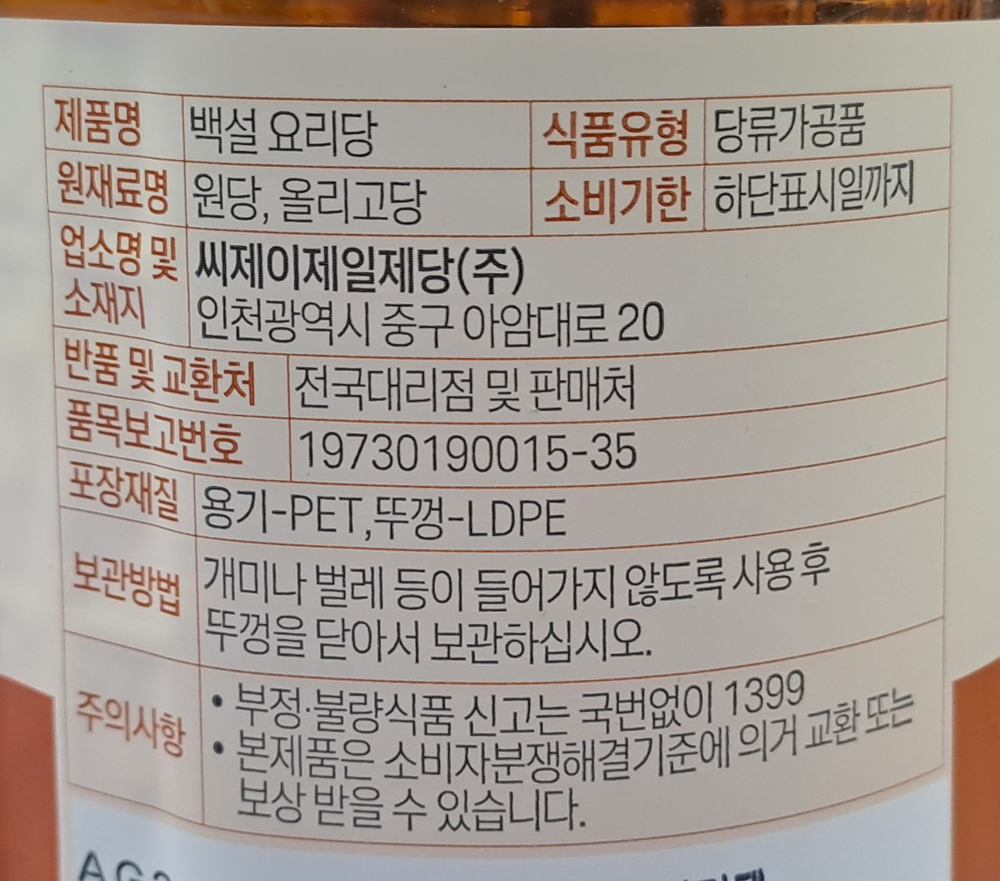 제품명 백설 요리당 식품유형 당류가공품
원재료명 원당, 올리고당 소비기한 하단표시일까지
업소명 및 씨제이제일제당(주)
소재지 인천광역시 중구 아암대로 20
반품 및 교환처 전국대리점 및 판매처
품목보고번호 19730190015-35
포장재질 용기-PET,뚜껑-LDPE
보관방법 개미나 벌레 등이 들어가지 않도록 사용 후
뚜껑을 닫아서 보관하십시오.
주의사항 • 부정·불량식품 신고는 국번없이 1399
• 본제품은 소비자분쟁해결기준에 의거 교환 또는
보상 받을 수 있습니다.